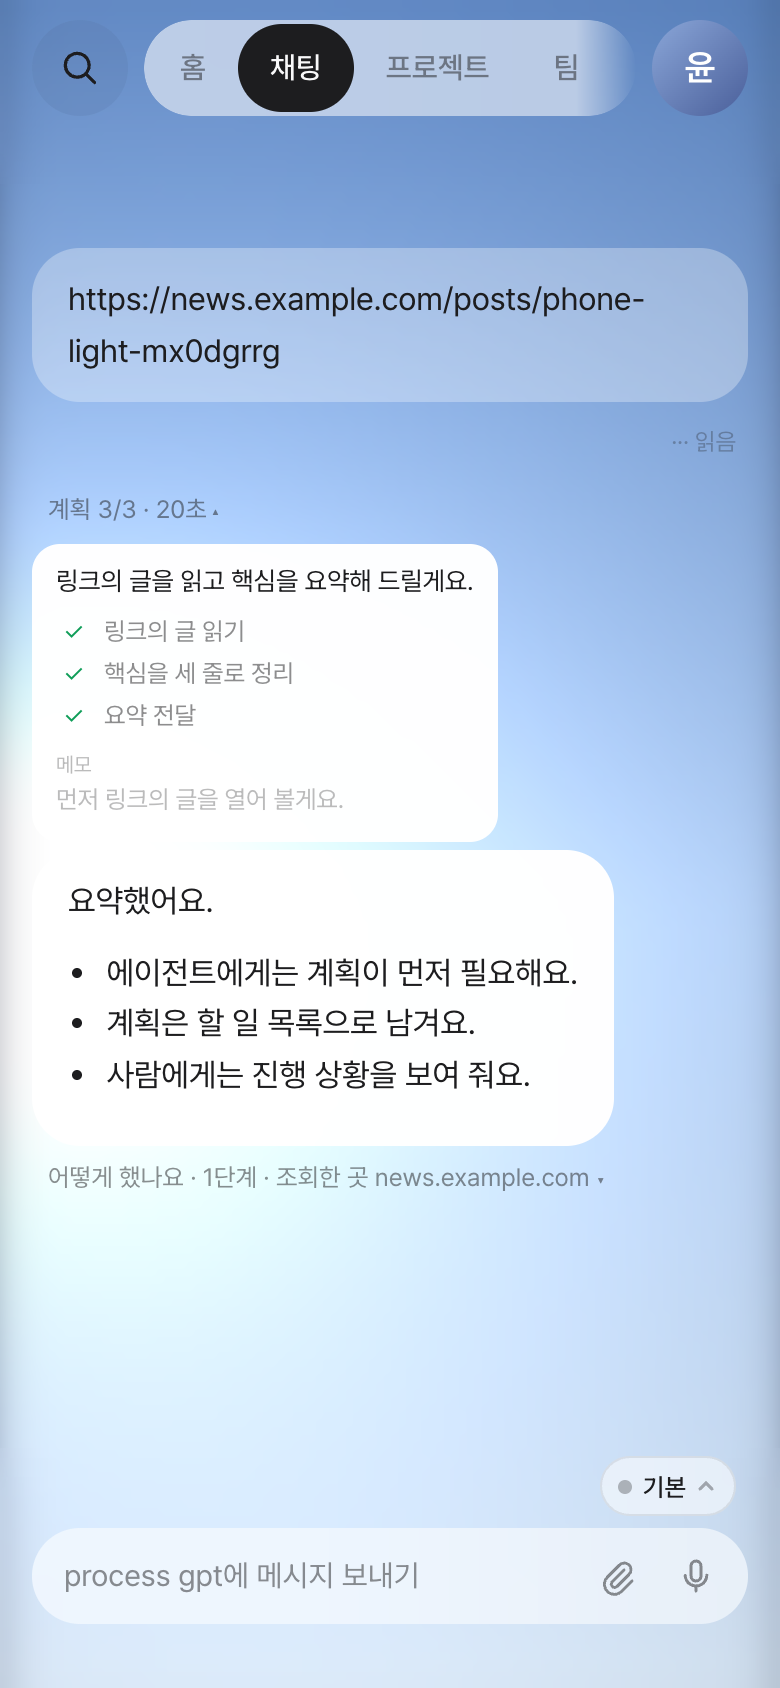 홈 채팅 프로젝트 팀 윤
https://news.example.com/posts/phone-
light-mx0dgrrg
··· 읽음
계획 3/3 · 20초 ▴
링크의 글을 읽고 핵심을 요약해 드릴게요.
✓ 링크의 글 읽기
✓ 핵심을 세 줄로 정리
✓ 요약 전달
메모
먼저 링크의 글을 열어 볼게요.
요약했어요.
• 에이전트에게는 계획이 먼저 필요해요.
• 계획은 할 일 목록으로 남겨요.
• 사람에게는 진행 상황을 보여 줘요.
어떻게 했나요 · 1단계 · 조회한 곳 news.example.com ▾
기본
process gpt에 메시지 보내기